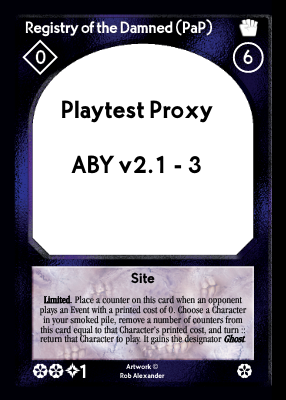 Registry of the Damned (PaP)
0
6
Playtest Proxy
ABY v2.1 - 3
Site
Limited. Place a counter on this card when an opponent
plays an Event with a printed cost of 0. Choose a Character
in your smoked pile, remove a number of counters from
this card equal to that Character's printed cost, and turn ::
return that Character to play. It gains the designator Ghost.
1
Artwork ©
Rob Alexander